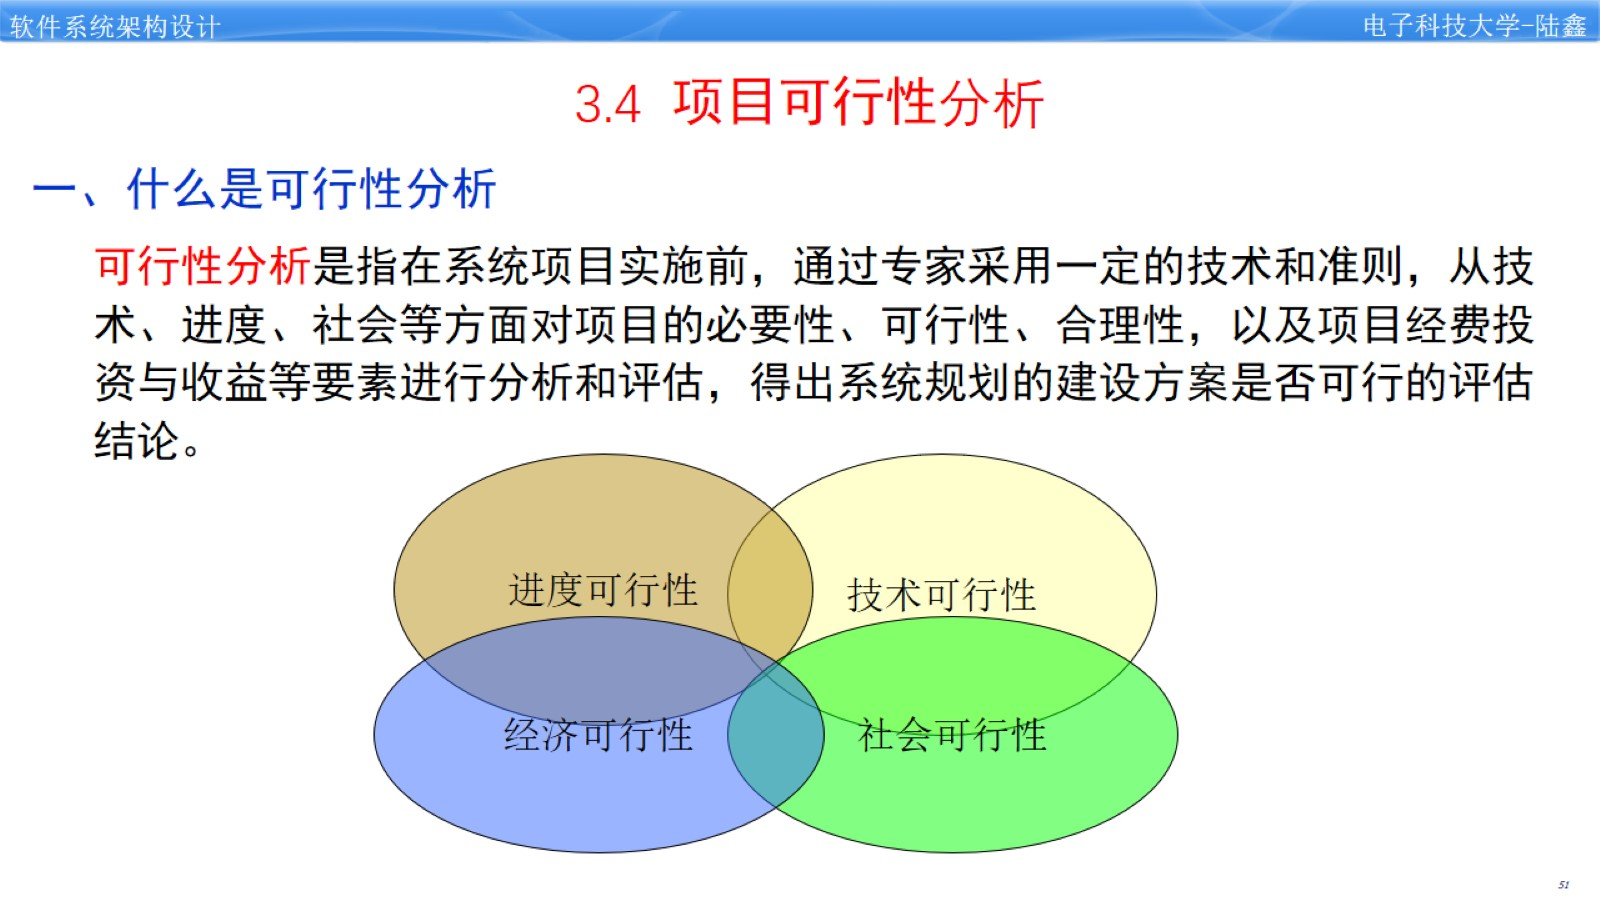 软件系统架构设计
电子科技大学-陆鑫
3.4 项目可行性分析
一、什么是可行性分析
可行性分析是指在系统项目实施前，通过专家采用一定的技术和准则，从技
术、进度、社会等方面对项目的必要性、可行性、合理性，以及项目经费投
资与收益等要素进行分析和评估，得出系统规划的建设方案是否可行的评估
结论。
进度可行性
技术可行性
经济可行性
社会可行性
51